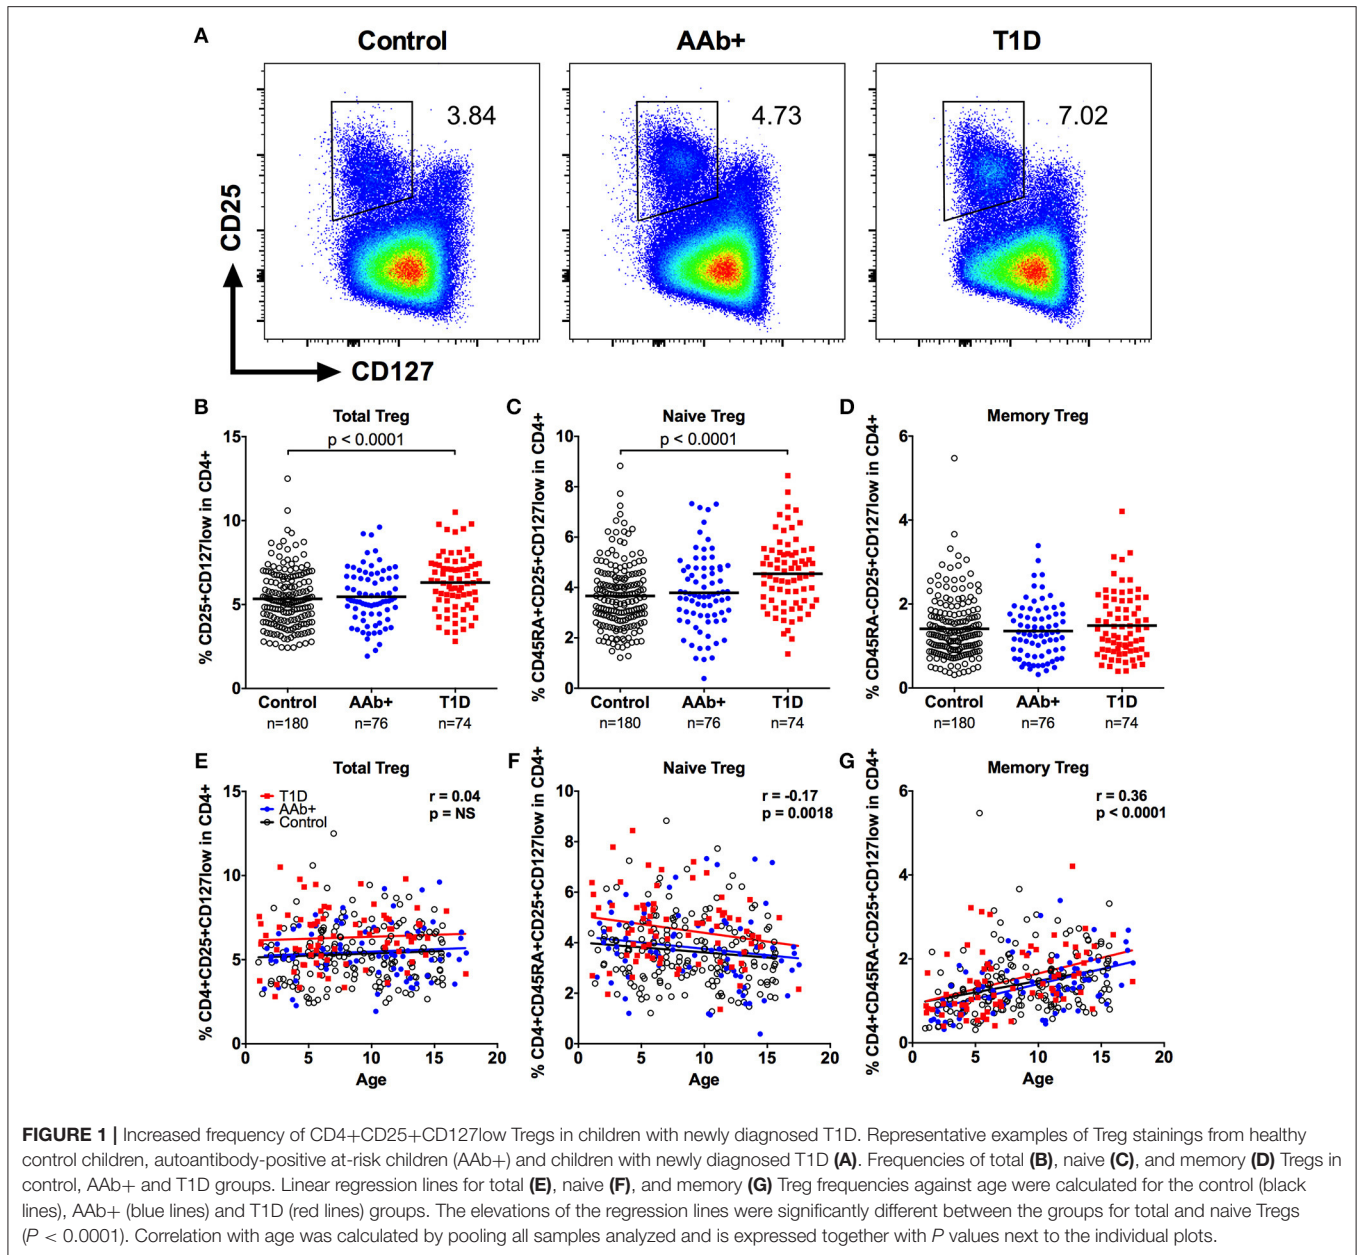 A
Control
AAb+
T1D
3.84
4.73
7.02
CD25
CD127
B
Total Treg
p < 0.0001
% CD25+CD127low in CD4+
15
10
5
0
Control
AAb+
T1D
n=180
n=76
n=74
C
Naive Treg
p < 0.0001
% CD45RA+CD25+CD127low in CD4+
10
8
6
4
2
0
Control
AAb+
T1D
n=180
n=76
n=74
D
Memory Treg
% CD45RA-CD25+CD127low in CD4+
6
4
2
0
Control
AAb+
T1D
n=180
n=76
n=74
E
Total Treg
T1D
AAb+
Control
r = 0.04
p = NS
% CD4+CD25+CD127low in CD4+
15
10
5
0
0
5
10
15
20
Age
F
Naive Treg
r = -0.17
p = 0.0018
% CD4+CD45RA+CD25+CD127low in CD4+
10
8
6
4
2
0
0
5
10
15
20
Age
G
Memory Treg
r = 0.36
p < 0.0001
% CD4+CD45RA-CD25+CD127low in CD4+
6
4
2
0
0
5
10
15
20
Age
FIGURE 1 | Increased frequency of CD4+CD25+CD127low Tregs in children with newly diagnosed T1D. Representative examples of Treg stainings from healthy
control children, autoantibody-positive at-risk children (AAb+) and children with newly diagnosed T1D (A). Frequencies of total (B), naive (C), and memory (D) Tregs in
control, AAb+ and T1D groups. Linear regression lines for total (E), naive (F), and memory (G) Treg frequencies against age were calculated for the control (black
lines), AAb+ (blue lines) and T1D (red lines) groups. The elevations of the regression lines were significantly different between the groups for total and naive Tregs
(P < 0.0001). Correlation with age was calculated by pooling all samples analyzed and is expressed together with P values next to the individual plots.